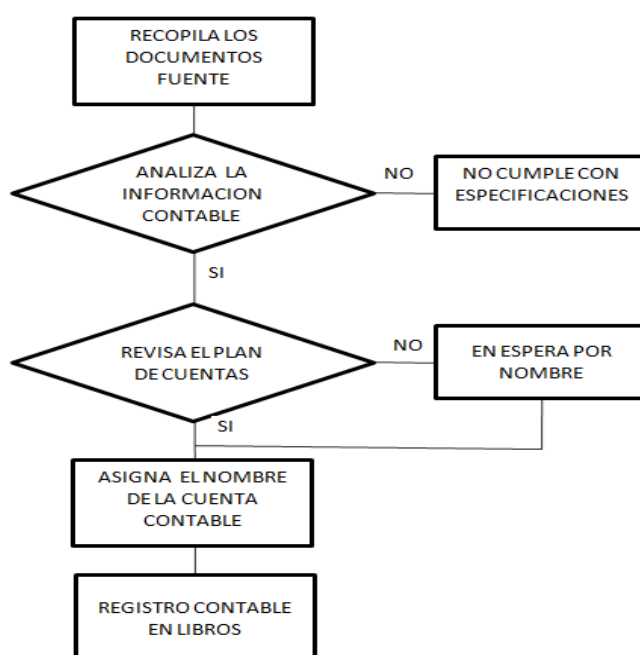 RECOPILA LOS
DOCUMENTOS
FUENTE
ANALIZA LA
INFORMACION
CONTABLE
NO
NO CUMPLE CON
ESPECIFICACIONES
SI
REVISA EL PLAN
DE CUENTAS
NO
EN ESPERA POR
NOMBRE
SI
ASIGNA EL NOMBRE
DE LA CUENTA
CONTABLE
REGISTRO CONTABLE
EN LIBROS